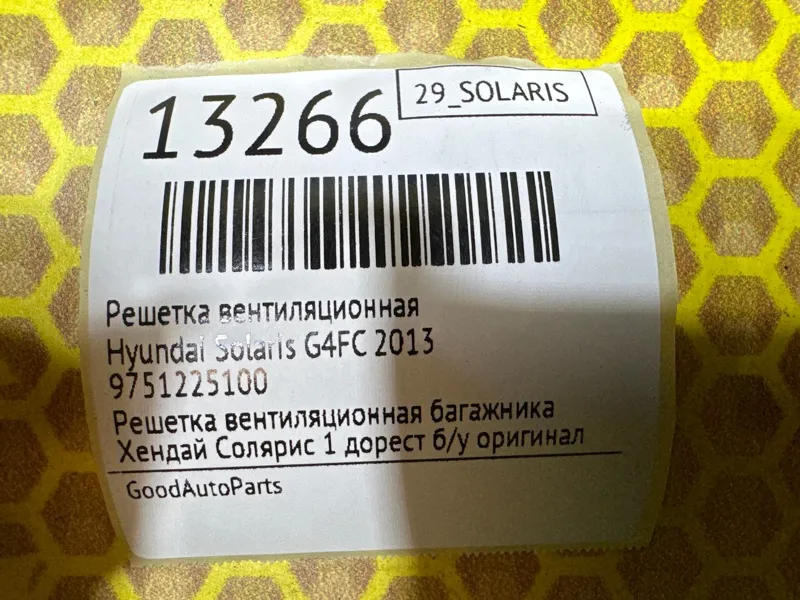 13266
29_SOLARIS
Решетка вентиляционная
Hyundai Solaris G4FC 2013
9751225100
Решетка вентиляционная багажника
Хендай Солярис 1 дорест б/у оригинал
GoodAutoParts